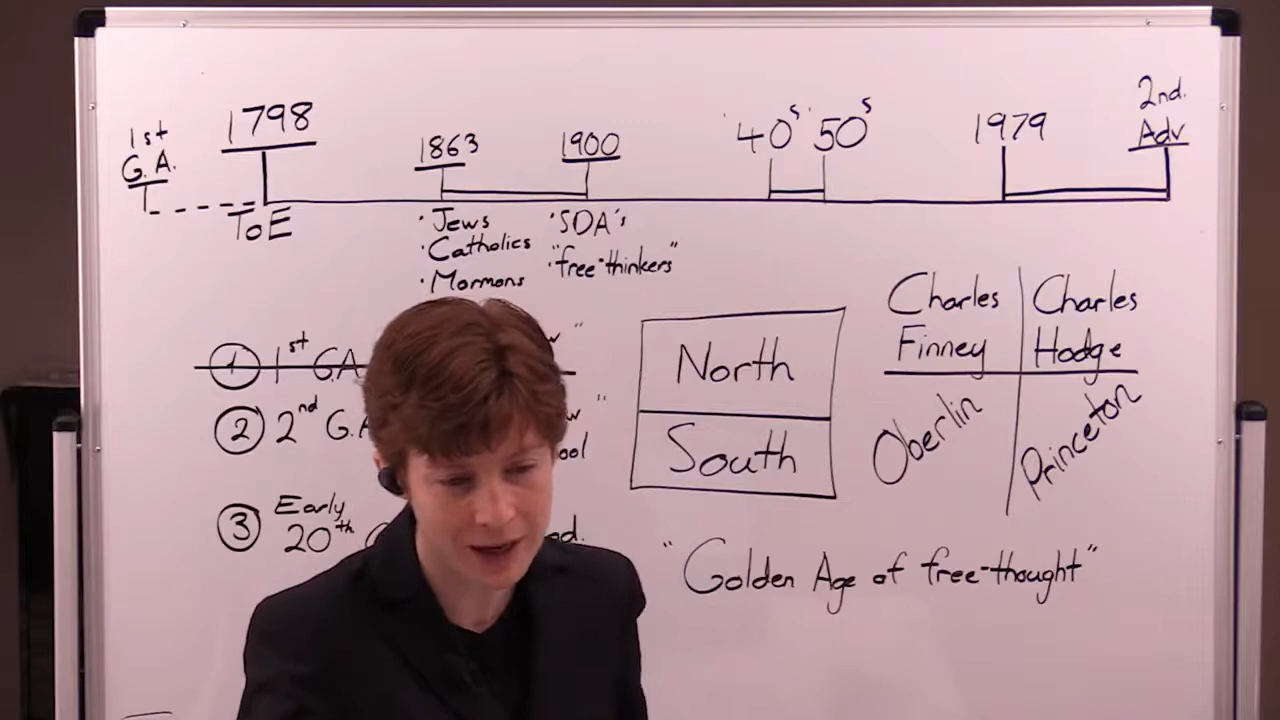 1st
G.A.
1798
1863
1900
'40s '50s
1979
2nd.
Adv
ToE
· Jews
· Catholics
· Mormons
· SDA's
· "free-thinkers"
① 1st G.A
② 2nd G.A
③ Early
20th
North
South
Charles
Finney
Charles
Hodge
Oberlin
Princeton
"Golden Age of free-thought"